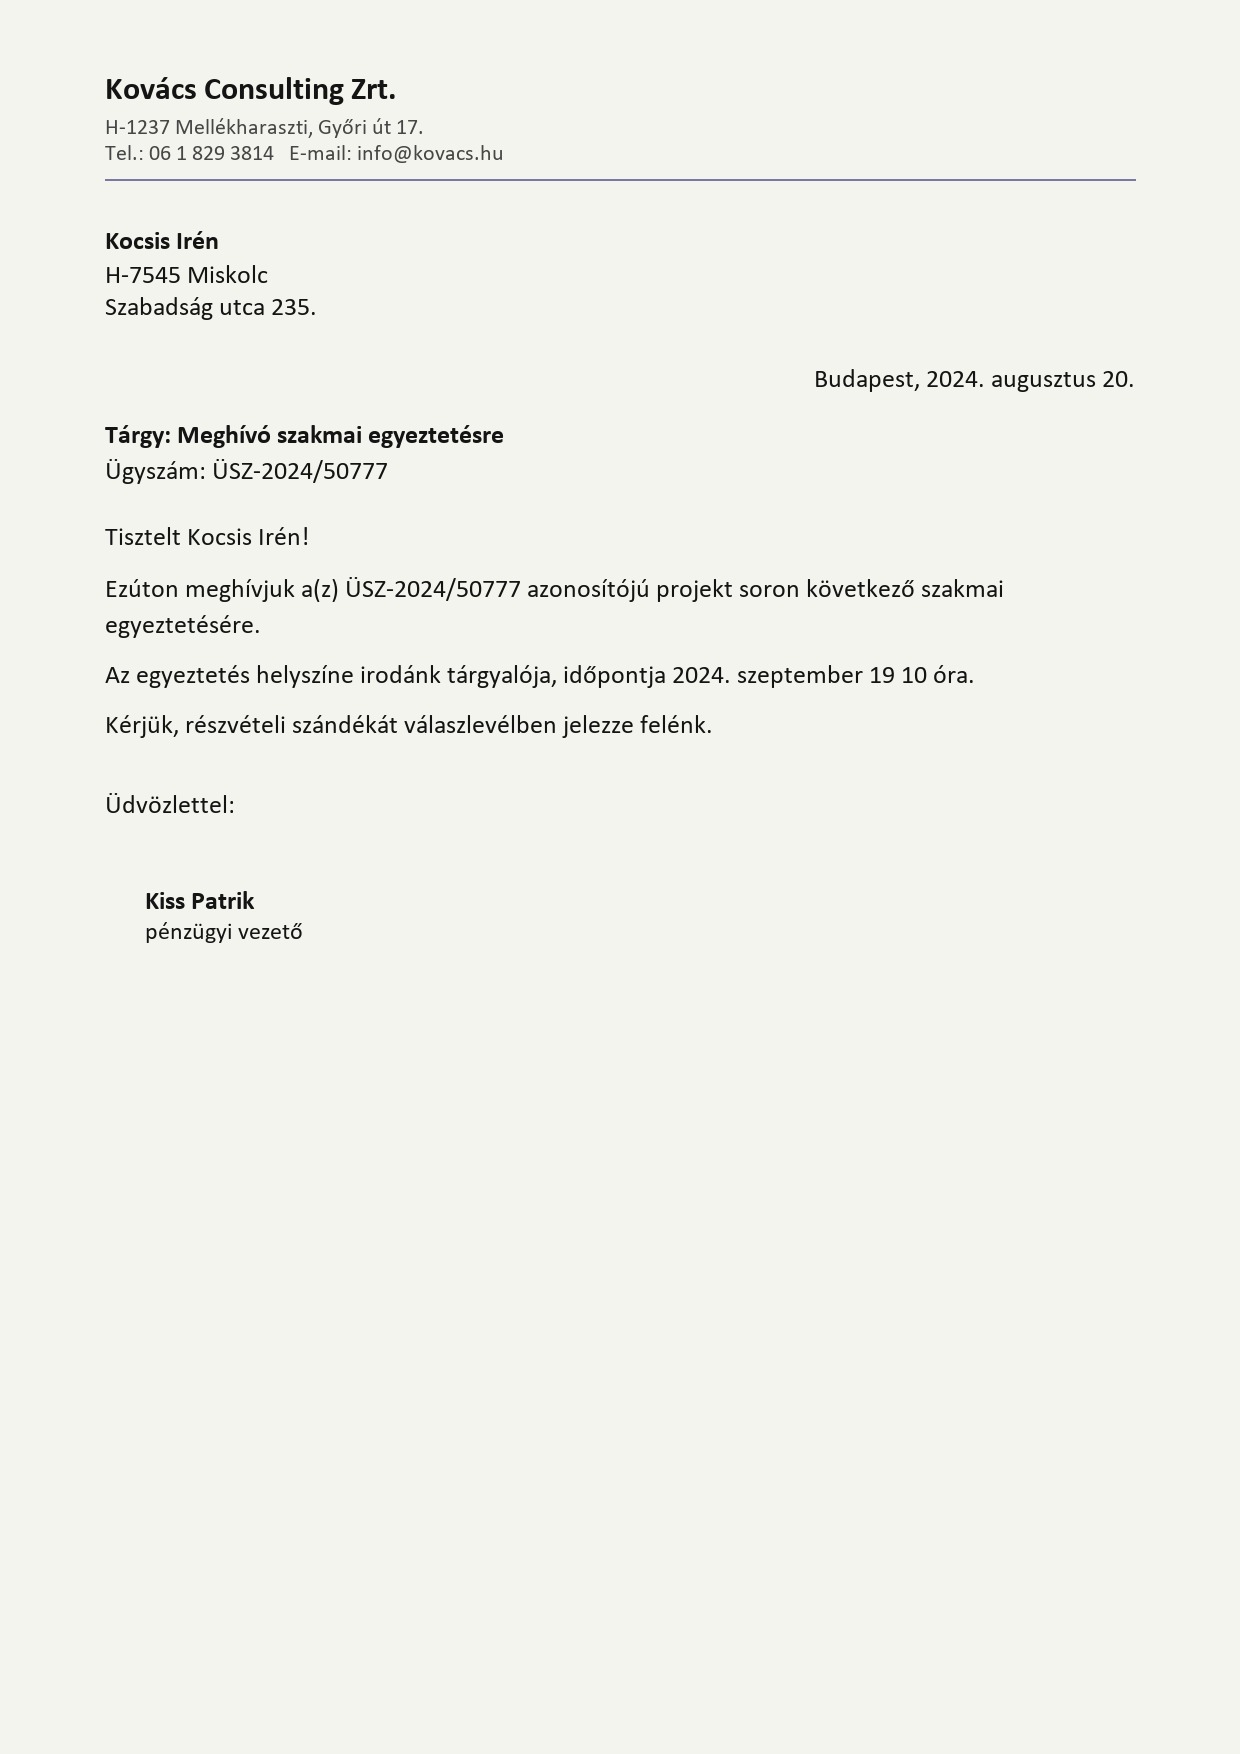 Kovács Consulting Zrt.
H-1237 Mellékharaszti, Győri út 17.
Tel.: 06 1 829 3814   E-mail: info@kovacs.hu
Kocsis Irén
H-7545 Miskolc
Szabadság utca 235.
Budapest, 2024. augusztus 20.
Tárgy: Meghívó szakmai egyeztetésre
Ügyszám: ÜSZ-2024/50777
Tisztelt Kocsis Irén!
Ezúton meghívjuk a(z) ÜSZ-2024/50777 azonosítójú projekt soron következő szakmai
egyeztetésére.
Az egyeztetés helyszíne irodánk tárgyalója, időpontja 2024. szeptember 19 10 óra.
Kérjük, részvételi szándékát válaszlevélben jelezze felénk.
Üdvözlettel:
Kiss Patrik
pénzügyi vezető